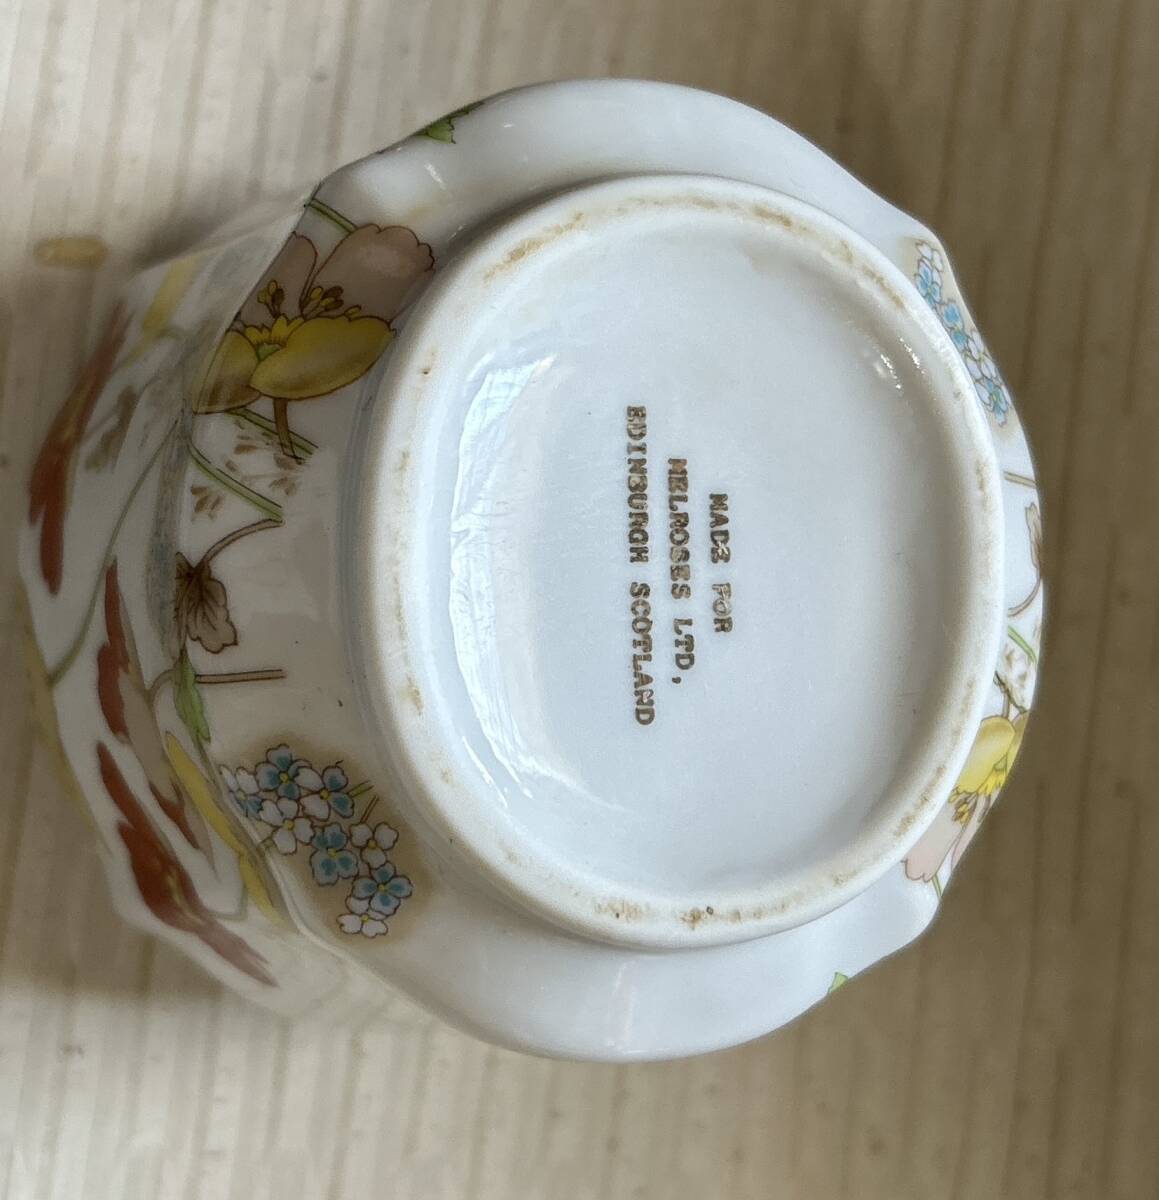 MADE FOR
MELROSES LTD,
EDINBURGH SCOTLAND